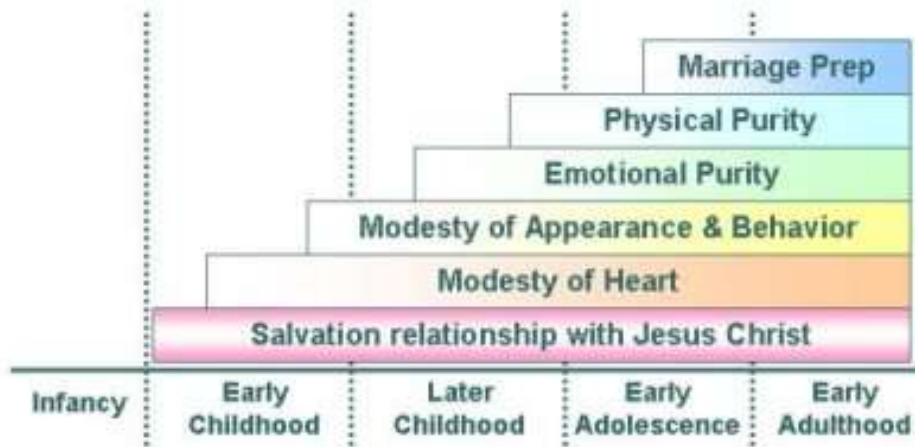 Marriage Prep
Physical Purity
Emotional Purity
Modesty of Appearance & Behavior
Modesty of Heart
Salvation relationship with Jesus Christ
Infancy
Early
Childhood
Later
Childhood
Early
Adolescence
Early
Adulthood